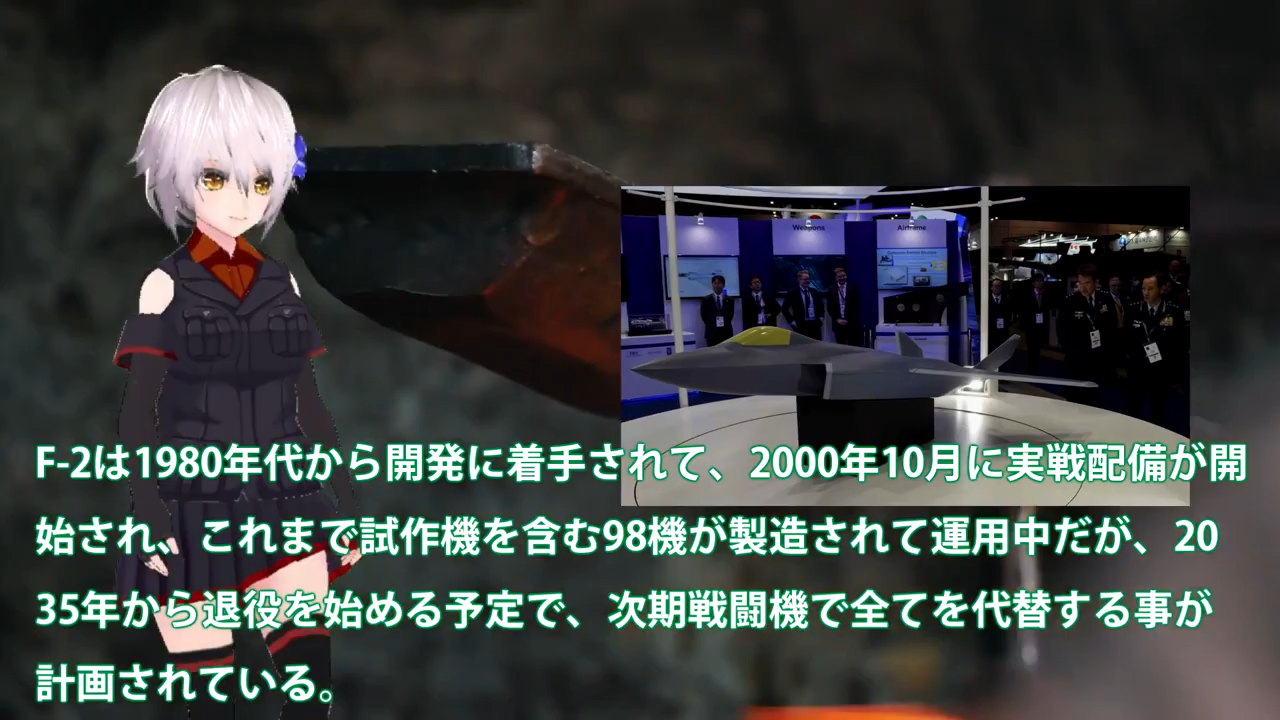 Weapons
Airframe
F-2は1980年代から開発に着手されて、2000年10月に実戦配備が開
始され、これまで試作機を含む98機が製造されて運用中だが、20
35年から退役を始める予定で、次期戦闘機で全てを代替する事が
計画されている。